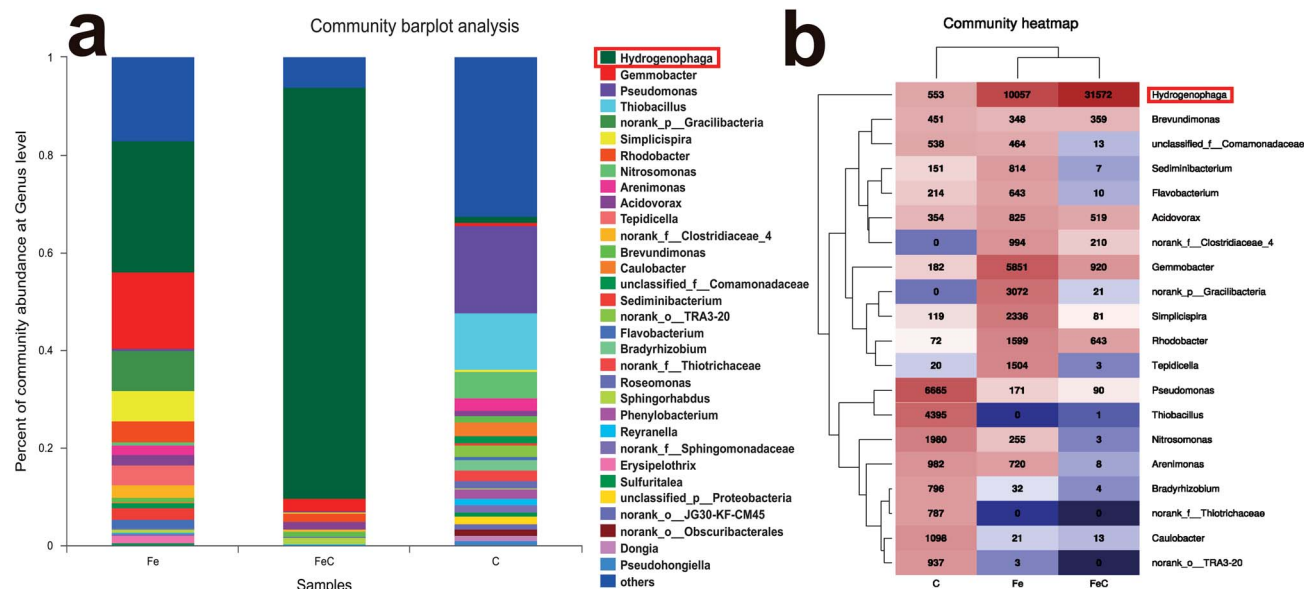 a
Community barplot analysis
Percent of community abundance at Genus level
1
0.8
0.6
0.4
0.2
0
Fe
FeC
C
Samples
Hydrogenophaga
Gemmobacter
Pseudomonas
Thiobacillus
norank_p__Gracilibacteria
Simplicispira
Rhodobacter
Nitrosomonas
Arenimonas
Acidovorax
Tepidicella
norank_f__Clostridiaceae_4
Brevundimonas
Caulobacter
unclassified_f__Comamonadaceae
Sediminibacterium
norank_o__TRA3-20
Flavobacterium
Bradyrhizobium
norank_f__Thiotrichaceae
Roseomonas
Sphingorhabdus
Phenylobacterium
Reyranella
norank_f__Sphingomonadaceae
Erysipelothrix
Sulfuritalea
unclassified_p__Proteobacteria
norank_o__JG30-KF-CM45
norank_o__Obscuribacterales
Dongia
Pseudohongiella
others
b
Community heatmap
553 10057 31572 Hydrogenophaga
451 348 359 Brevundimonas
538 464 13 unclassified_f__Comamonadaceae
151 814 7 Sediminibacterium
214 643 10 Flavobacterium
354 825 519 Acidovorax
0 994 210 norank_f__Clostridiaceae_4
182 5851 920 Gemmobacter
0 3072 21 norank_p__Gracilibacteria
119 2336 81 Simplicispira
72 1599 643 Rhodobacter
20 1504 3 Tepidicella
6665 171 90 Pseudomonas
4395 0 1 Thiobacillus
1980 255 3 Nitrosomonas
982 720 8 Arenimonas
796 32 4 Bradyrhizobium
787 0 0 norank_f__Thiotrichaceae
1098 21 13 Caulobacter
937 3 0 norank_o__TRA3-20
C Fe FeC